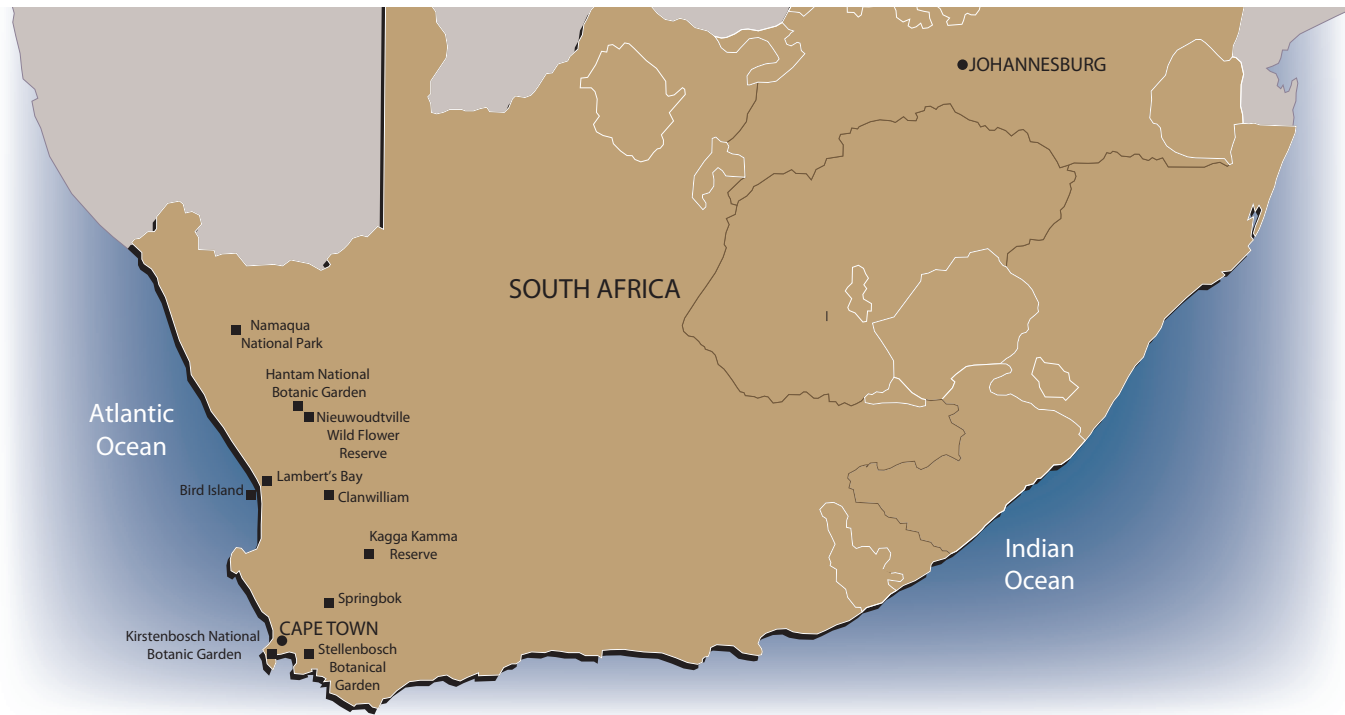 JOHANNESBURG
SOUTH AFRICA
Namaqua
National Park
Hantam National
Botanic Garden
Nieuwoudtville
Wild Flower
Reserve
Atlantic
Ocean
Lambert's Bay
Bird Island
Clanwilliam
Kagga Kamma
Reserve
Indian
Ocean
Springbok
CAPE TOWN
Kirstenbosch National
Botanic Garden
Stellenbosch
Botanical
Garden